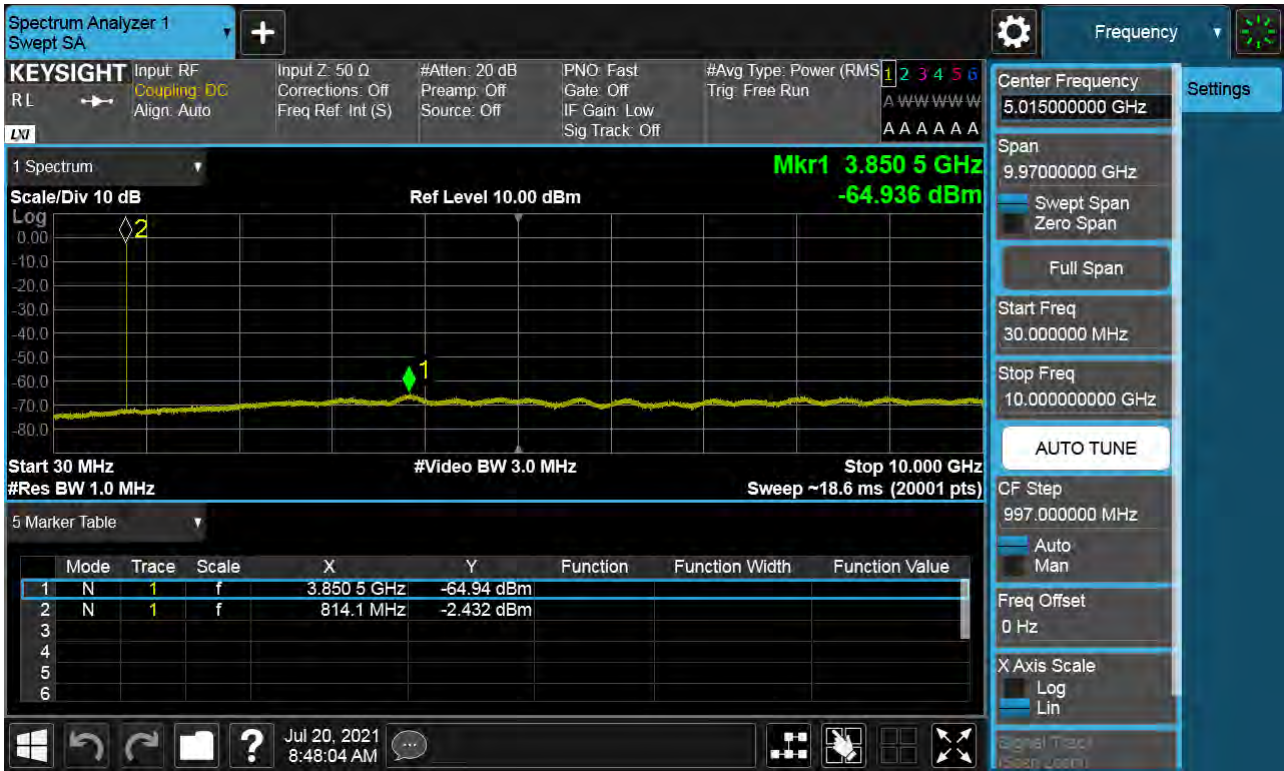 Spectrum Analyzer 1
Swept SA
+
Frequency
KEYSIGHT
R L
LXI
Input: RF
Coupling: DC
Align: Auto
Input Z: 50 Ω
Corrections: Off
Freq Ref: Int (S)
#Atten: 20 dB
Preamp: Off
Source: Off
PNO: Fast
Gate: Off
IF Gain: Low
Sig Track: Off
#Avg Type: Power (RMS
Trig: Free Run
1 2 3 4 5 6
A W W W W W
A A A A A A
1 Spectrum
Scale/Div 10 dB
Ref Level 10.00 dBm
Mkr1 3.850 5 GHz
-64.936 dBm
Log
0.00
-10.0
-20.0
-30.0
-40.0
-50.0
-60.0
-70.0
-80.0
2
1
Start 30 MHz
#Video BW 3.0 MHz
Stop 10.000 GHz
#Res BW 1.0 MHz
Sweep ~18.6 ms (20001 pts)
5 Marker Table
Mode Trace Scale X Y Function Function Width Function Value
1 N 1 f 3.850 5 GHz -64.94 dBm
2 N 1 f 814.1 MHz -2.432 dBm
3
4
5
6
?
Jul 20, 2021
8:48:04 AM
Center Frequency
5.015000000 GHz
Span
9.97000000 GHz
Swept Span
Zero Span
Full Span
Start Freq
30.000000 MHz
Stop Freq
10.000000000 GHz
AUTO TUNE
CF Step
997.000000 MHz
Auto
Man
Freq Offset
0 Hz
X Axis Scale
Log
Lin
Signal Track
(Span Zoom)
Settings